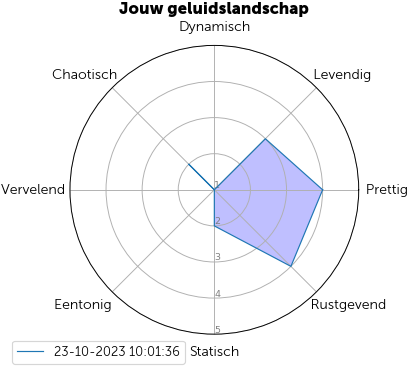 Jouw geluidslandschap
Dynamisch
Chaotisch
Levendig
Vervelend
1
Prettig
2
3
4
Eentonig
Rustgevend
5
23-10-2023 10:01:36
Statisch